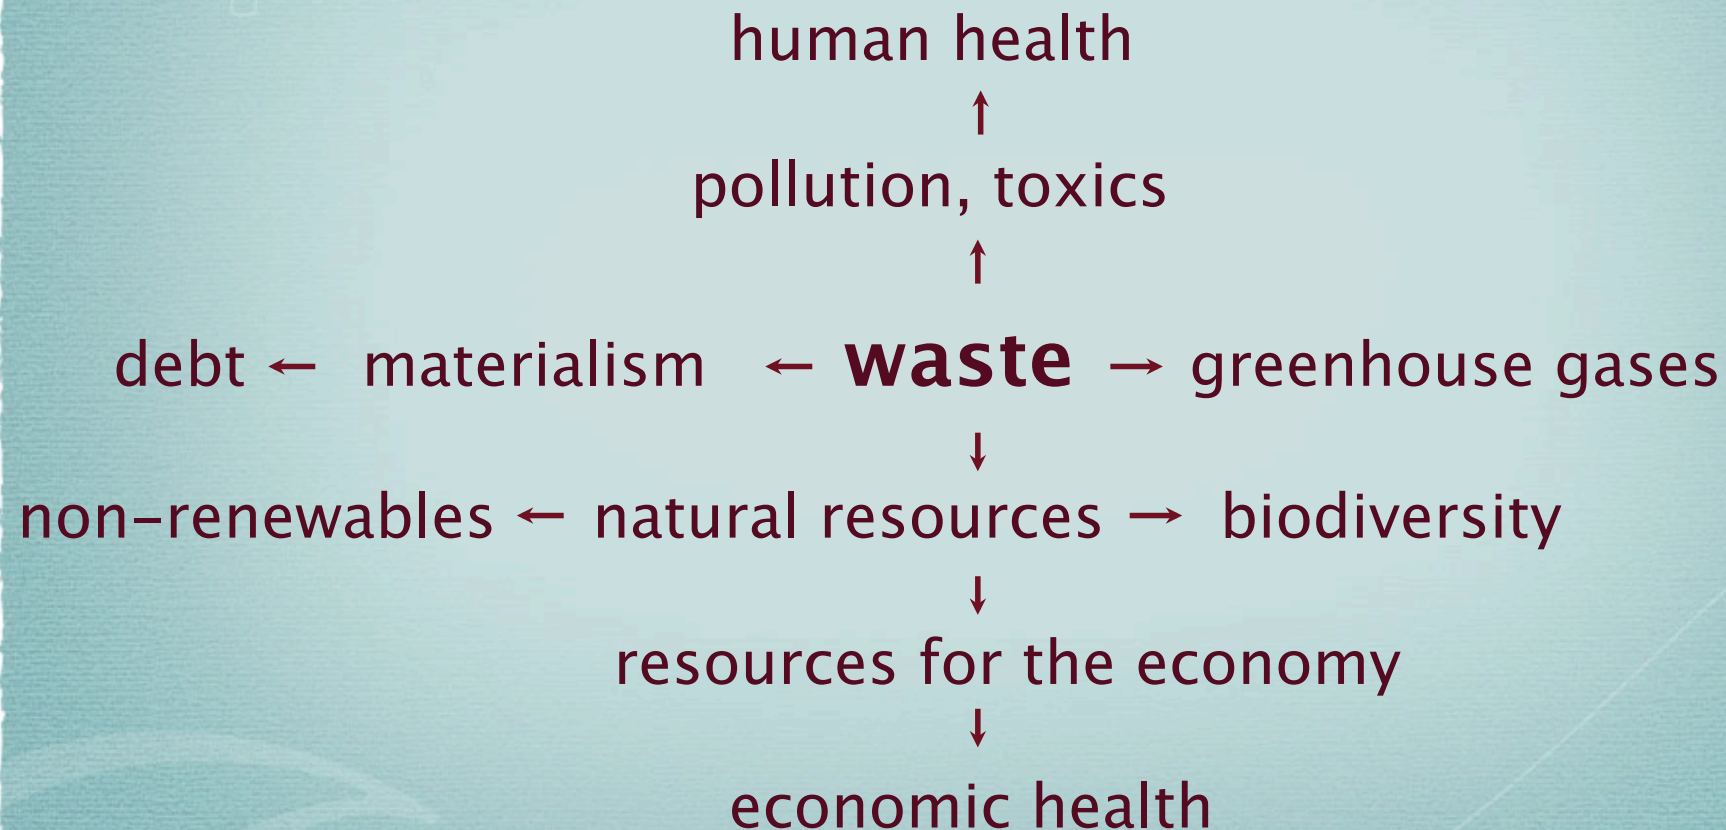 human health
↑
pollution, toxics
↑
debt ← materialism ← waste → greenhouse gases
↓
non-renewables ← natural resources → biodiversity
↓
resources for the economy
↓
economic health